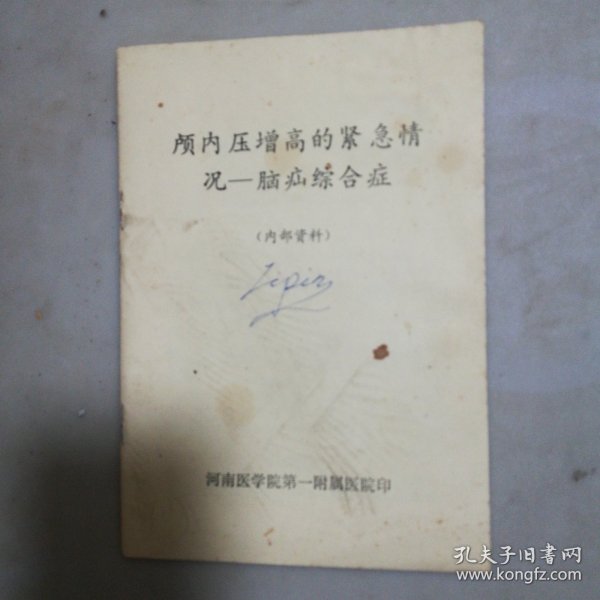 颅内压增高的紧急情
况—脑疝综合症
（内部资料）
河南医学院第一附属医院印
孔夫子旧書网
www.kongfz.com